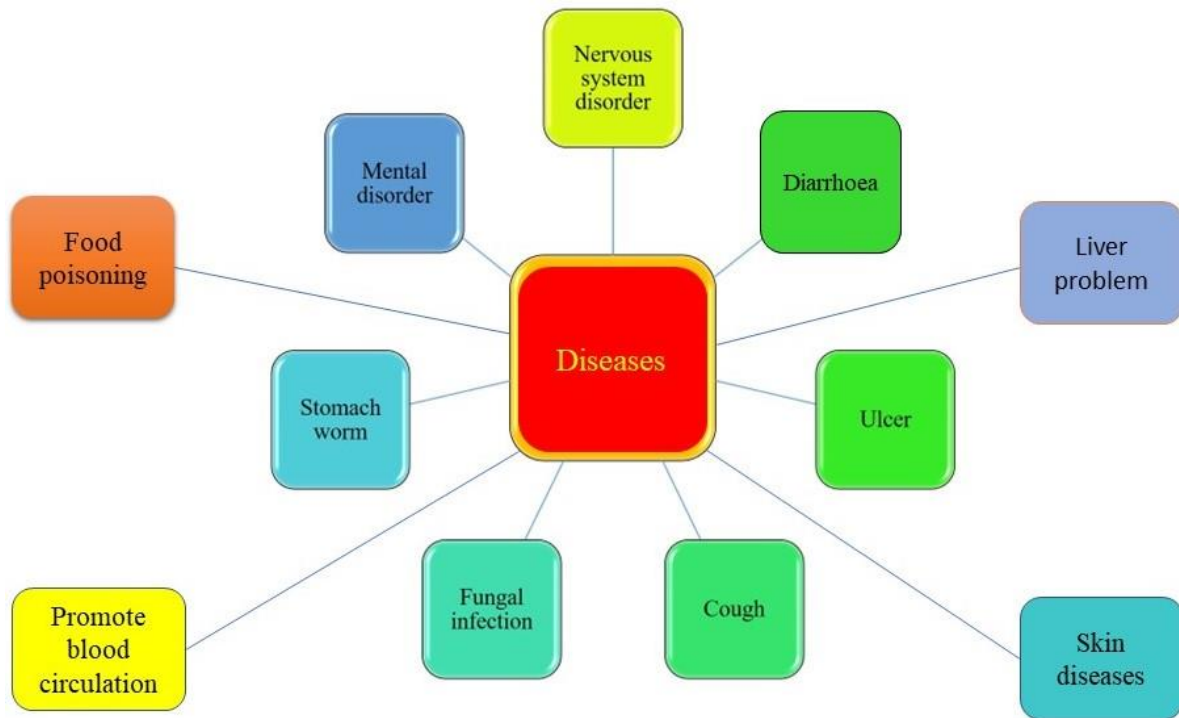 Nervous
system
disorder
Mental
disorder
Diarrhoea
Food
poisoning
Liver
problem
Diseases
Stomach
worm
Ulcer
Fungal
infection
Cough
Promote
blood
circulation
Skin
diseases